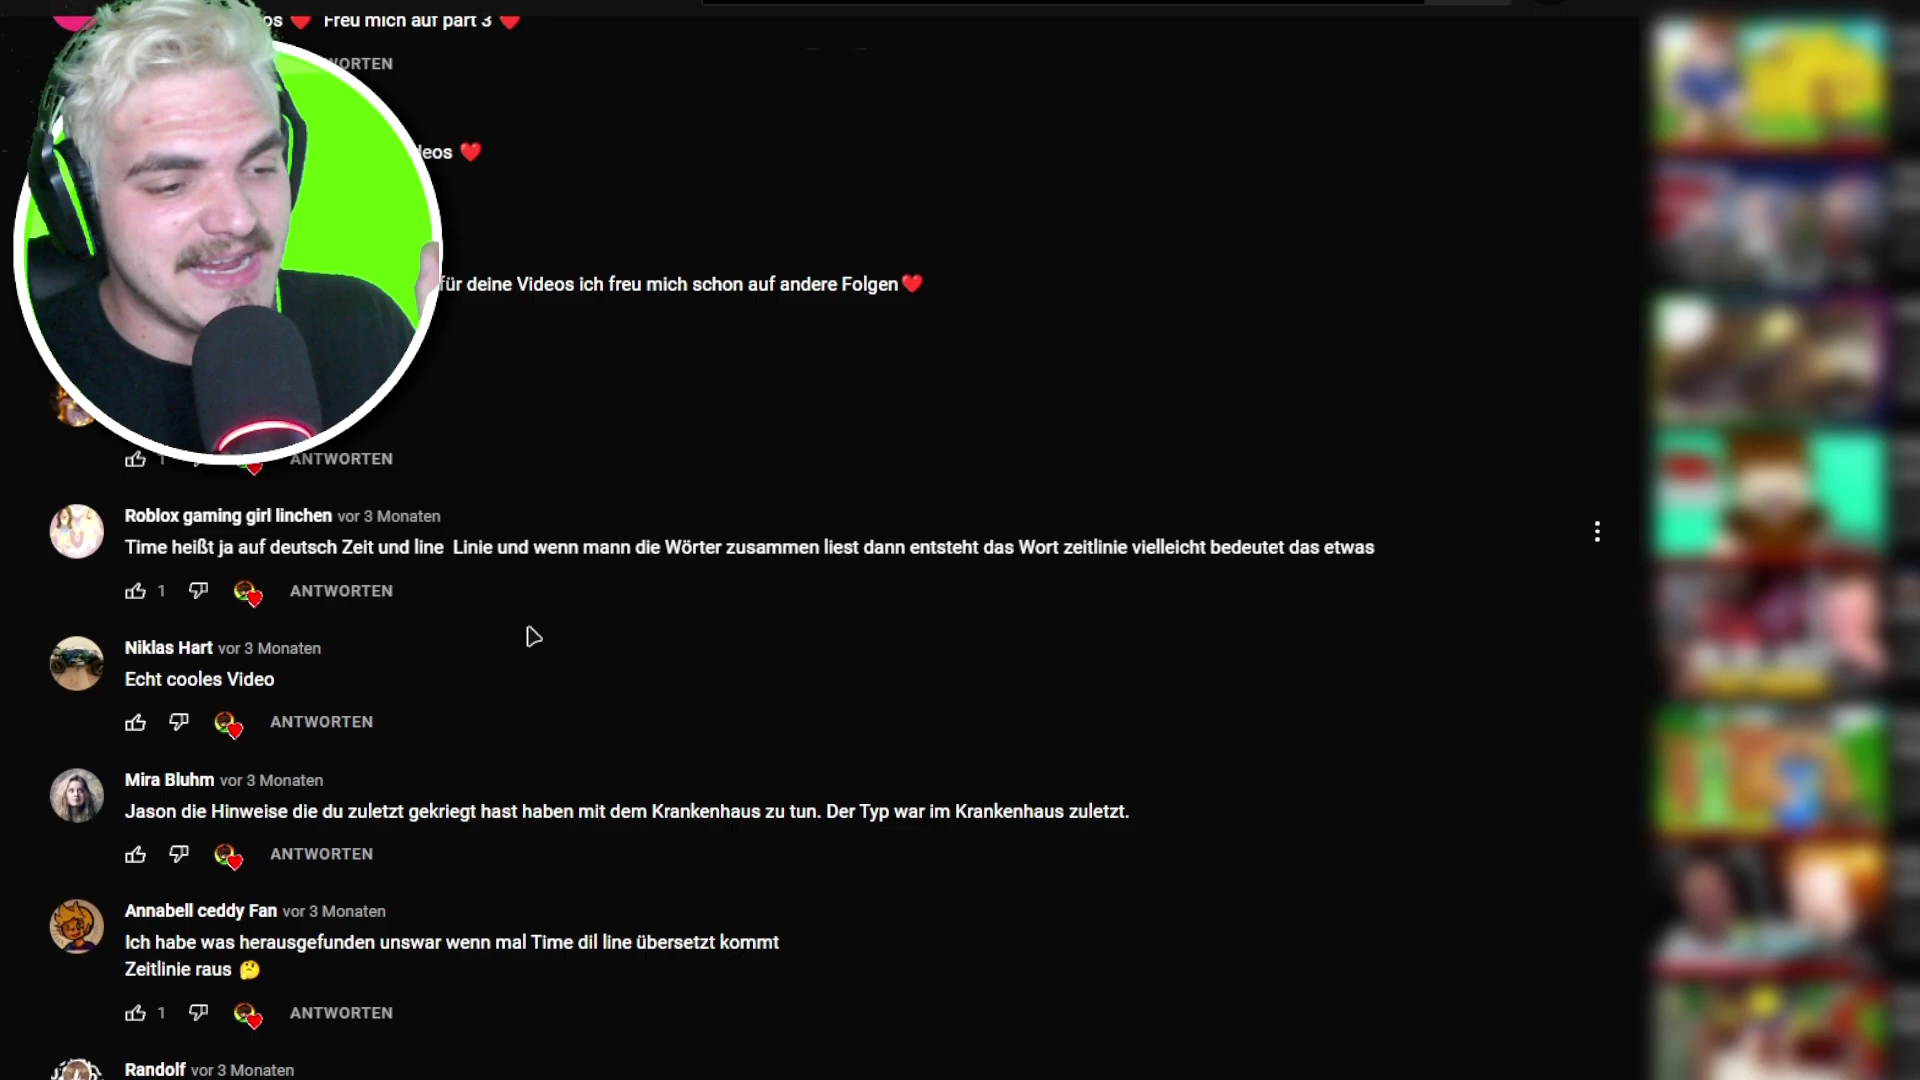 Freu mich auf part 3
ANTWORTEN
für deine Videos ich freu mich schon auf andere Folgen
ANTWORTEN
Roblox gaming girl linchen vor 3 Monaten
Time heißt ja auf deutsch Zeit und line  Linie und wenn mann die Wörter zusammen liest dann entsteht das Wort zeitlinie vielleicht bedeutet das etwas
1 ANTWORTEN
Niklas Hart vor 3 Monaten
Echt cooles Video
ANTWORTEN
Mira Bluhm vor 3 Monaten
Jason die Hinweise die du zuletzt gekriegt hast haben mit dem Krankenhaus zu tun. Der Typ war im Krankenhaus zuletzt.
ANTWORTEN
Annabell ceddy Fan vor 3 Monaten
Ich habe was herausgefunden unswar wenn mal Time dil line übersetzt kommt
Zeitlinie raus 🤔
1 ANTWORTEN
Randolf vor 3 Monaten